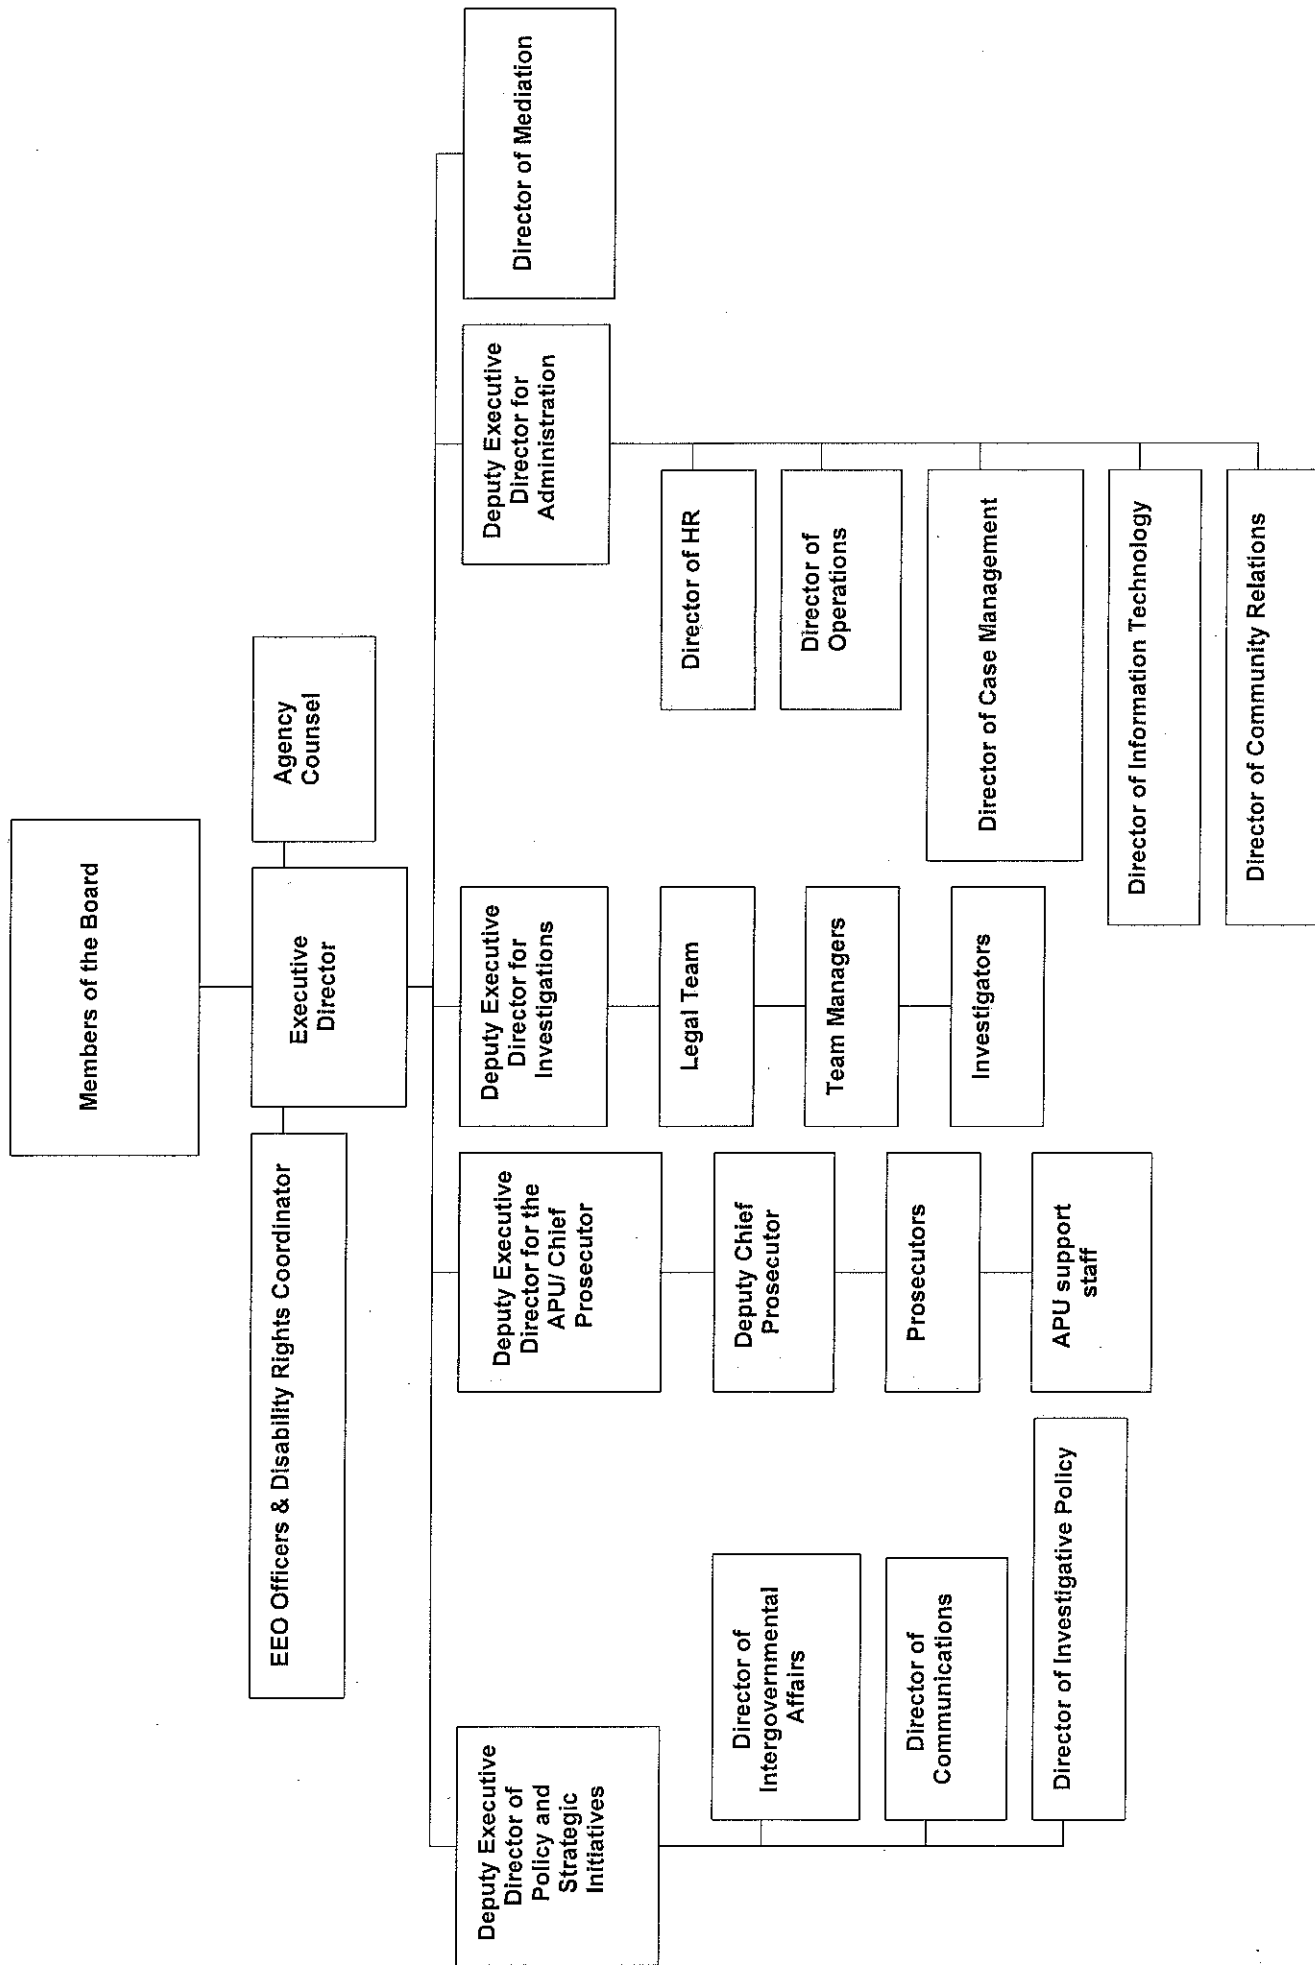 Members of the Board
EEO Officers & Disability Rights Coordinator
Executive
Director
Agency
Counsel
Deputy Executive
Director of
Policy and
Strategic
Initiatives
Deputy Executive
Director for the
APU/ Chief
Prosecutor
Deputy Executive
Director for
Investigations
Deputy Executive
Director for
Administration
Director of Mediation
Director of
Intergovernmental
Affairs
Director of
Communications
Director of Investigative Policy
Deputy Chief
Prosecutor
Prosecutors
APU support
staff
Legal Team
Team Managers
Investigators
Director of HR
Director of
Operations
Director of Case Management
Director of Information Technology
Director of Community Relations